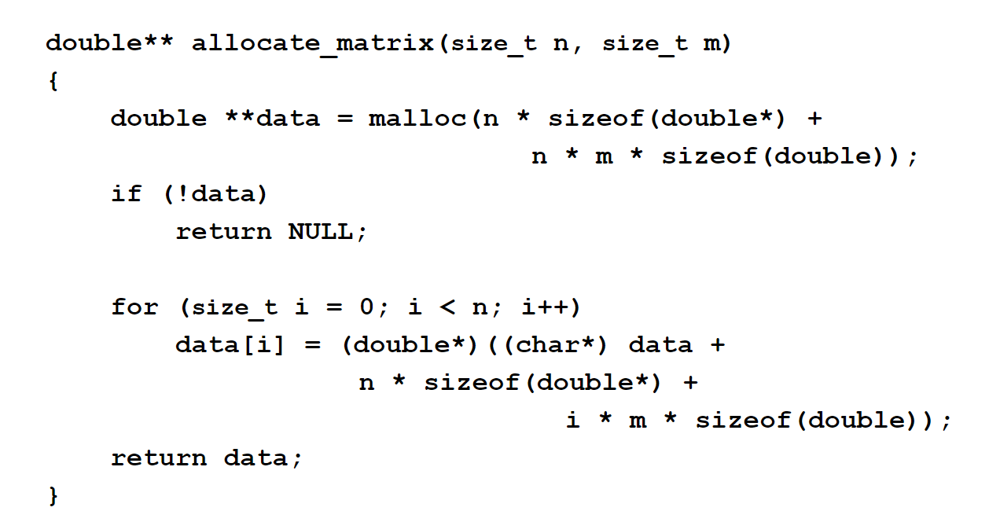 double** allocate_matrix(size_t n, size_t m)
{
    double **data = malloc(n * sizeof(double*) +
                              n * m * sizeof(double));
    if (!data)
        return NULL;

    for (size_t i = 0; i < n; i++)
        data[i] = (double*)((char*) data +
                   n * sizeof(double*) +
                                i * m * sizeof(double));
    return data;
}